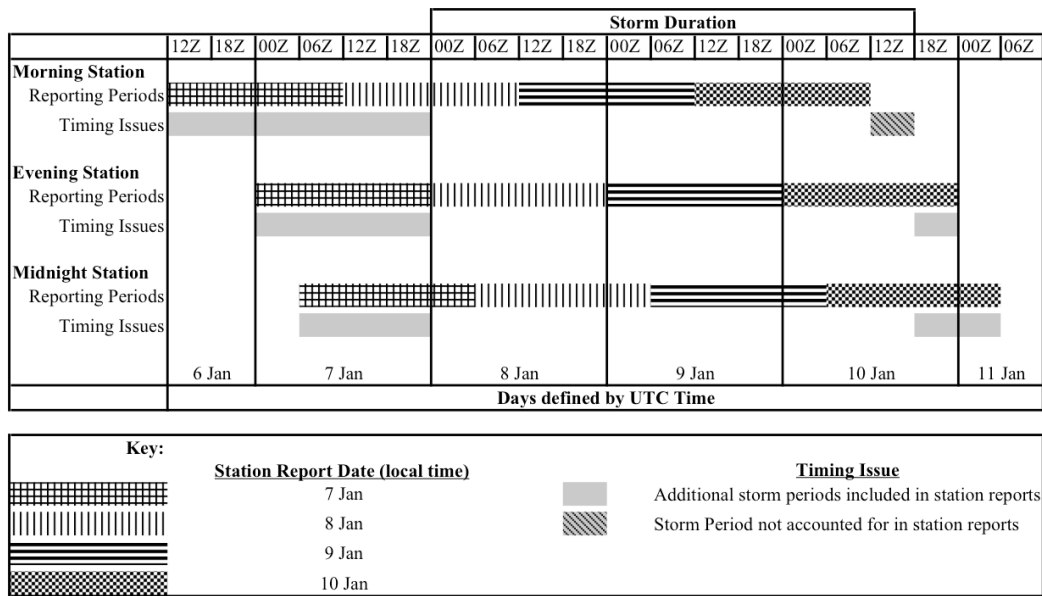 Storm Duration
12Z 18Z 00Z 06Z 12Z 18Z 00Z 06Z 12Z 18Z 00Z 06Z 12Z 18Z 00Z 06Z 12Z 18Z 00Z 06Z
Morning Station
Reporting Periods
Timing Issues
Evening Station
Reporting Periods
Timing Issues
Midnight Station
Reporting Periods
Timing Issues
6 Jan 7 Jan 8 Jan 9 Jan 10 Jan 11 Jan
Days defined by UTC Time
Key:
Station Report Date (local time) Timing Issue
7 Jan Additional storm periods included in station reports
8 Jan Storm Period not accounted for in station reports
9 Jan
10 Jan